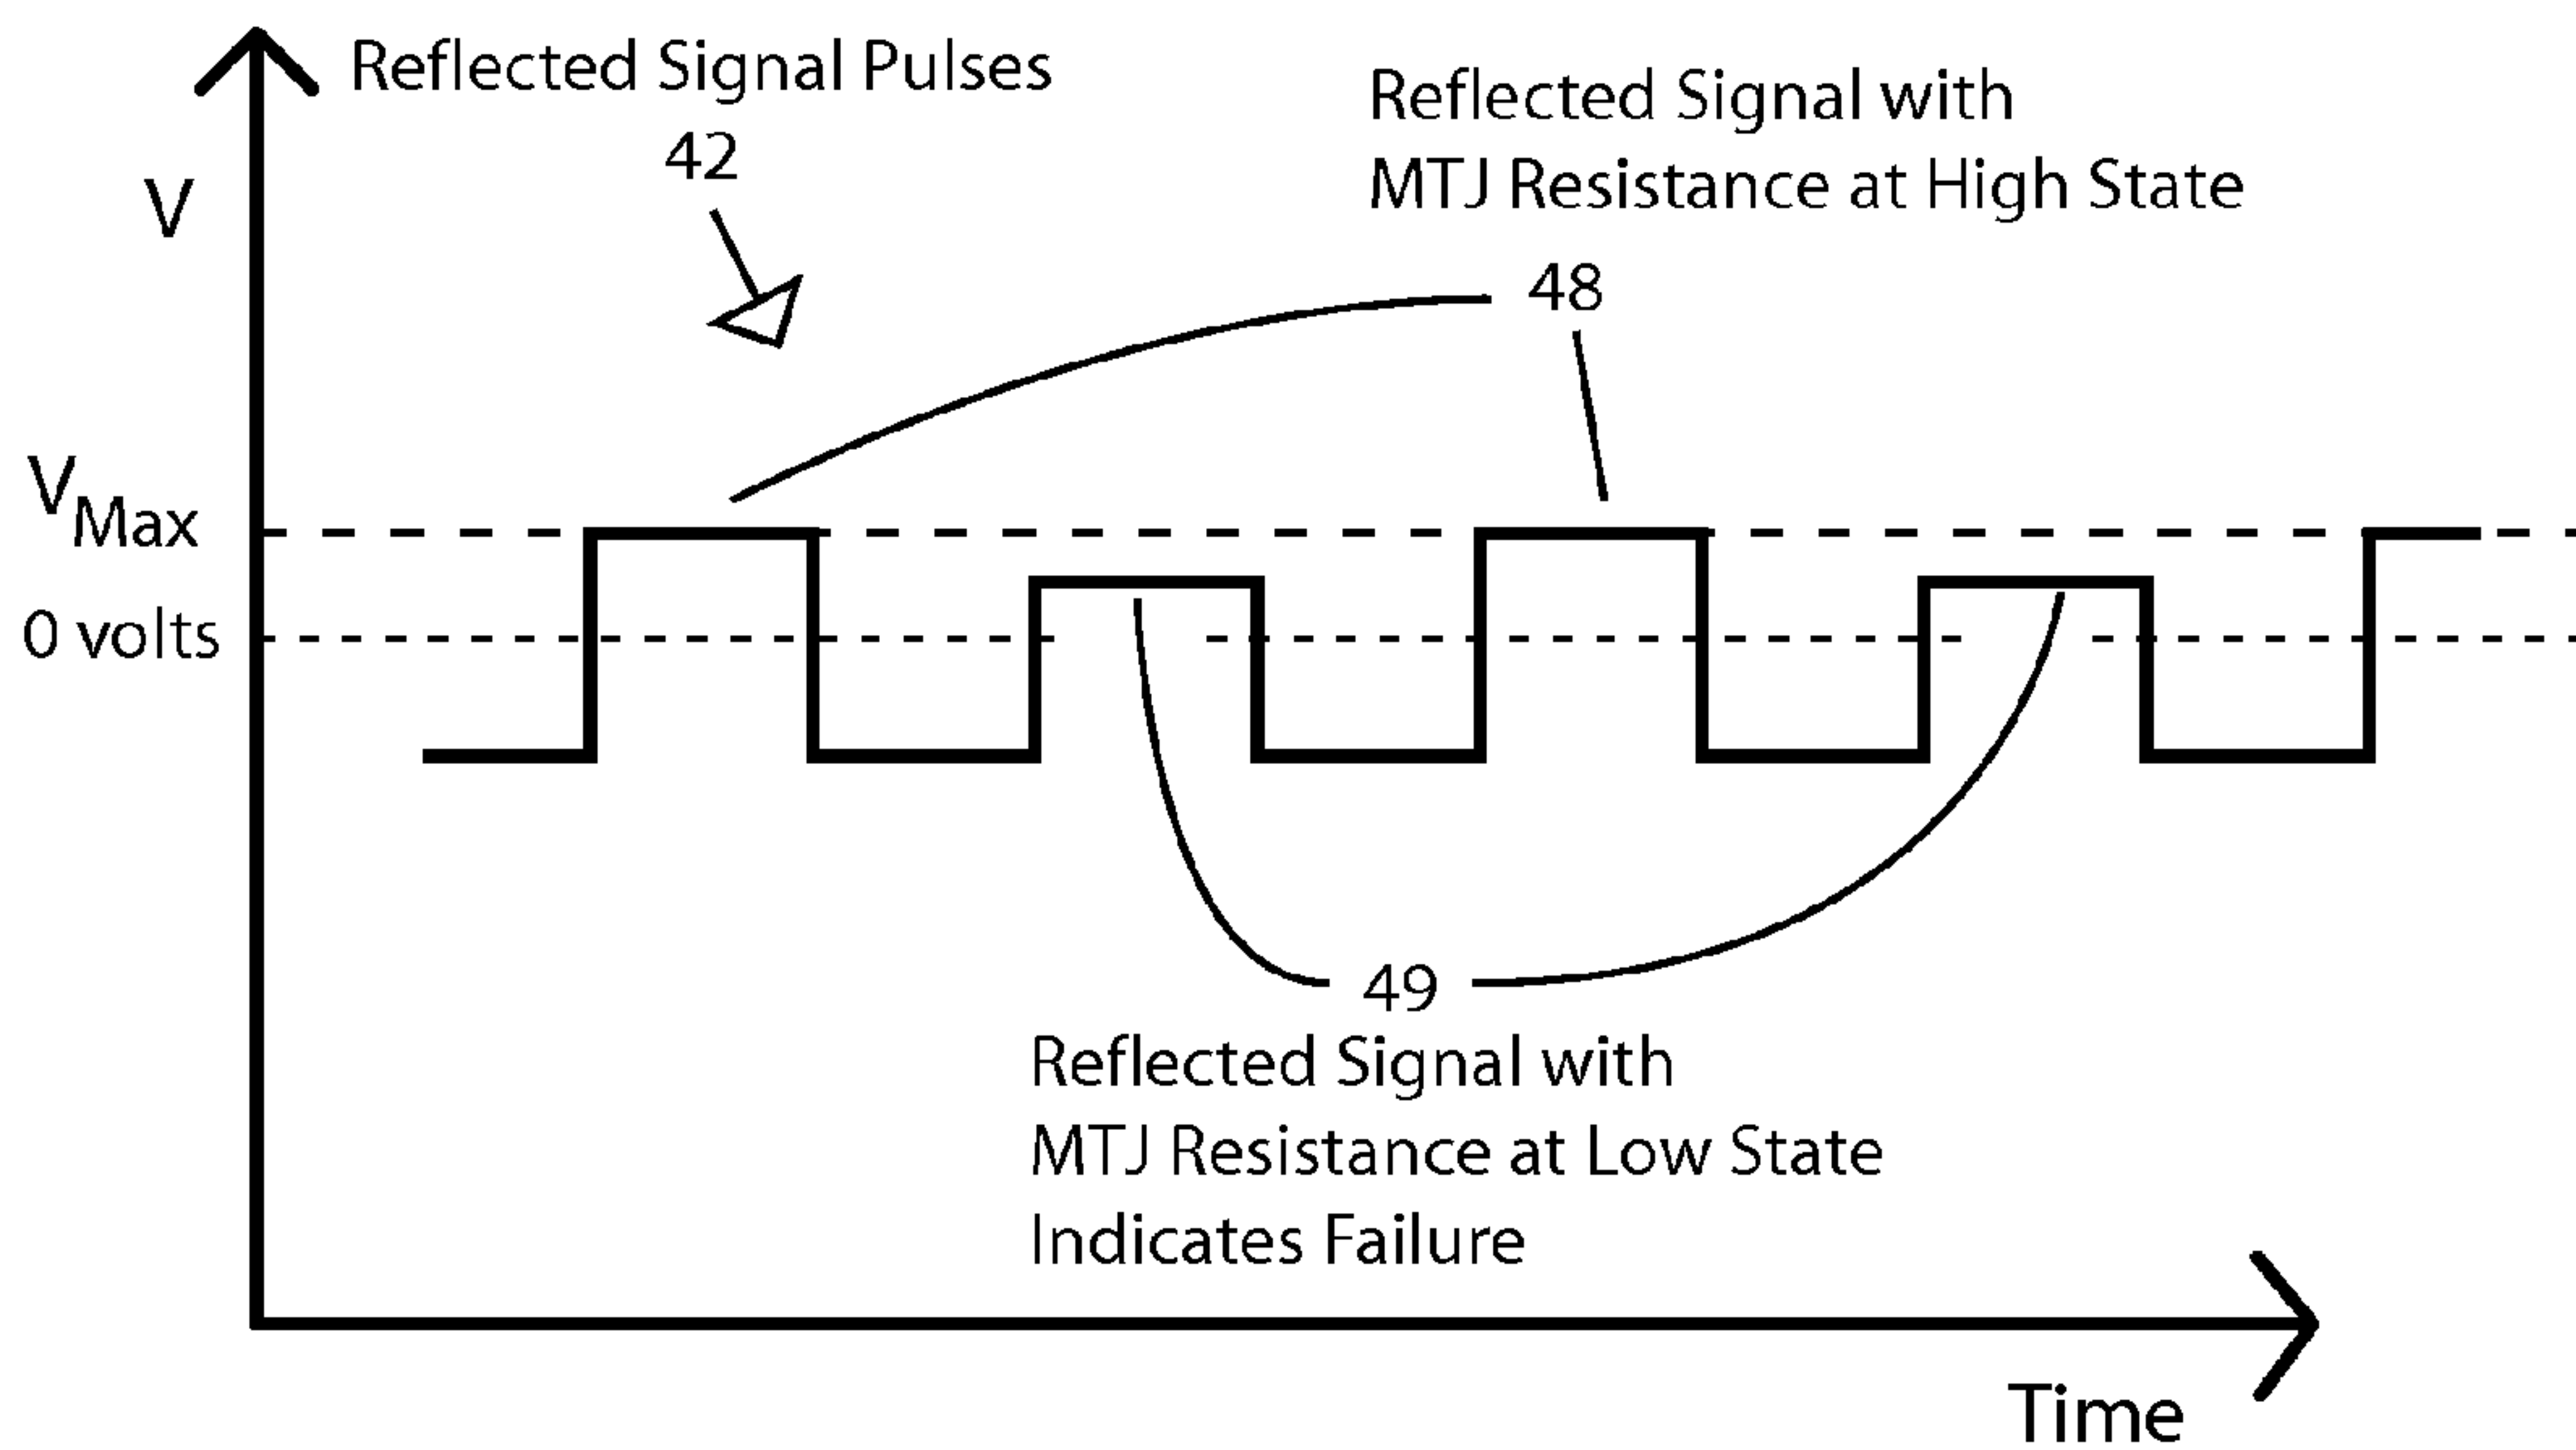 Reflected Signal Pulses
42
Reflected Signal with
MTJ Resistance at High State
48
V
VMax
0 volts
49
Reflected Signal with
MTJ Resistance at Low State
Indicates Failure
Time